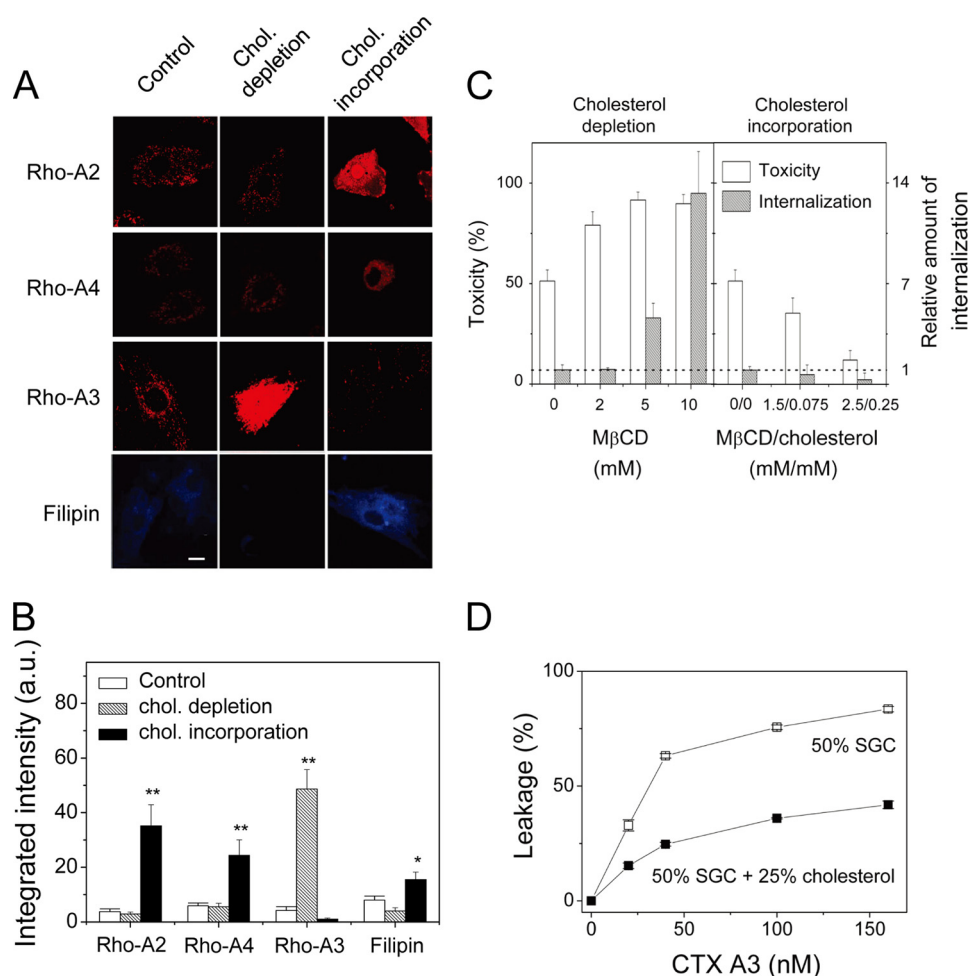 A
Control
Chol.
depletion
Chol.
incorporation
Rho-A2
Rho-A4
Rho-A3
Filipin
C
Cholesterol
depletion
Cholesterol
incorporation
Toxicity
Internalization
Toxicity (%)
100
50
0
14
7
1
Relative amount of
internalization
0 2 5 10 0/0 1.5/0.075 2.5/0.25
MβCD
(mM)
MβCD/cholesterol
(mM/mM)
B
Integrated intensity (a.u.)
80
60
40
20
0
Control
chol. depletion
chol. incorporation
** ** ** *
Rho-A2 Rho-A4 Rho-A3 Filipin
D
Leakage (%)
100
50
0
50% SGC
50% SGC + 25% cholesterol
0 50 100 150
CTX A3 (nM)